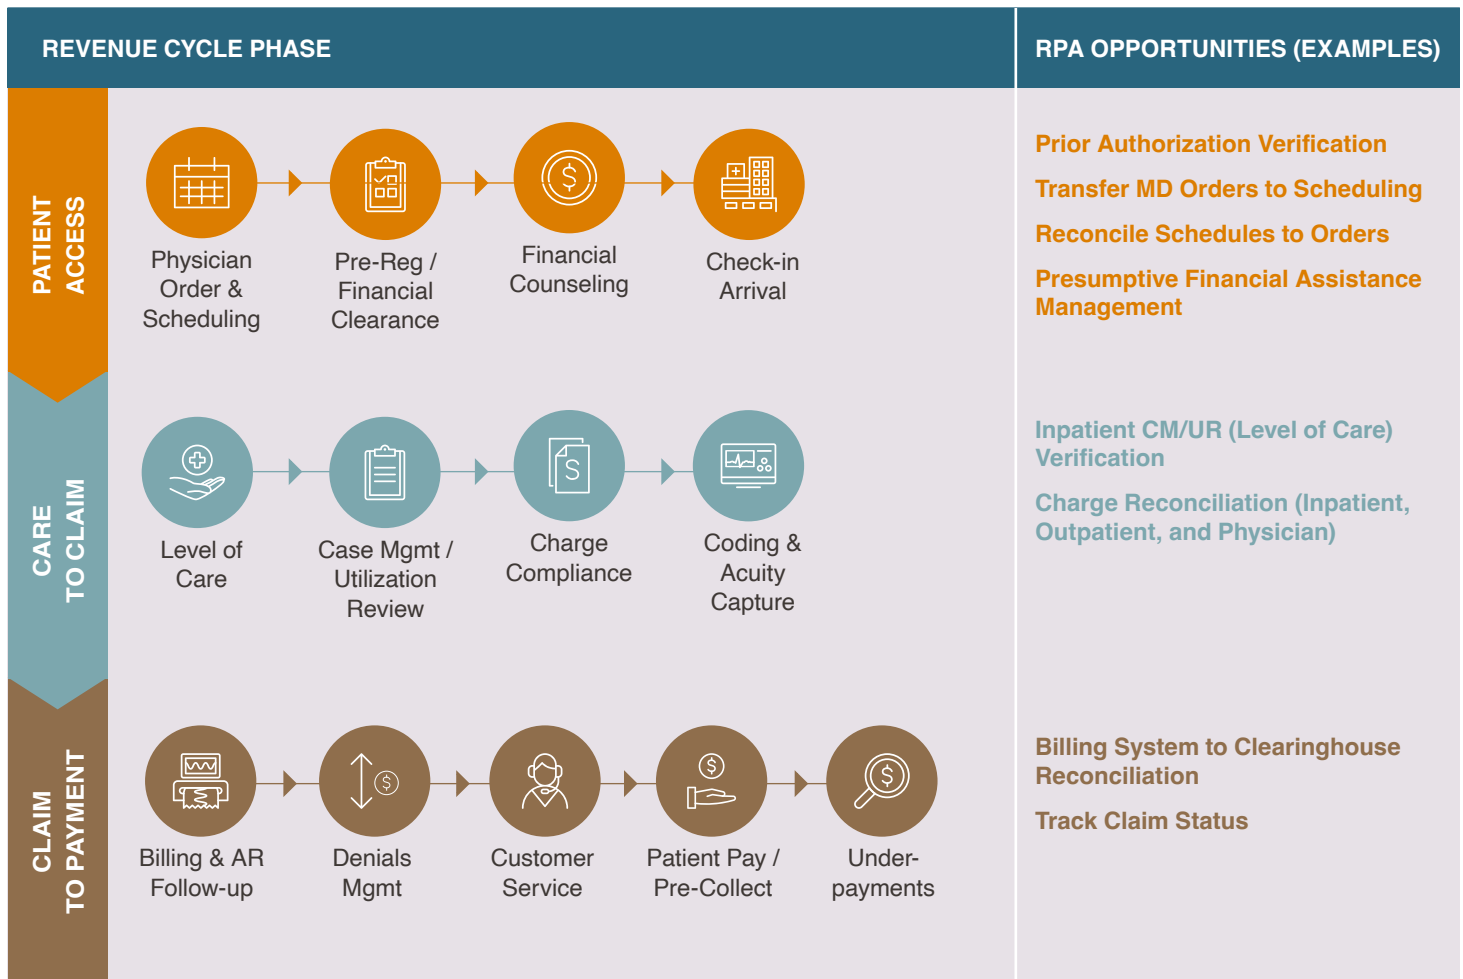 REVENUE CYCLE PHASE
RPA OPPORTUNITIES (EXAMPLES)
PATIENT
ACCESS
Physician
Order &
Scheduling
Pre-Reg /
Financial
Clearance
Financial
Counseling
Check-in
Arrival
Prior Authorization Verification
Transfer MD Orders to Scheduling
Reconcile Schedules to Orders
Presumptive Financial Assistance
Management
CARE
TO CLAIM
Level of
Care
Case Mgmt /
Utilization
Review
Charge
Compliance
Coding &
Acuity
Capture
Inpatient CM/UR (Level of Care)
Verification
Charge Reconciliation (Inpatient,
Outpatient, and Physician)
CLAIM
TO PAYMENT
Billing & AR
Follow-up
Denials
Mgmt
Customer
Service
Patient Pay /
Pre-Collect
Under-
payments
Billing System to Clearinghouse
Reconciliation
Track Claim Status